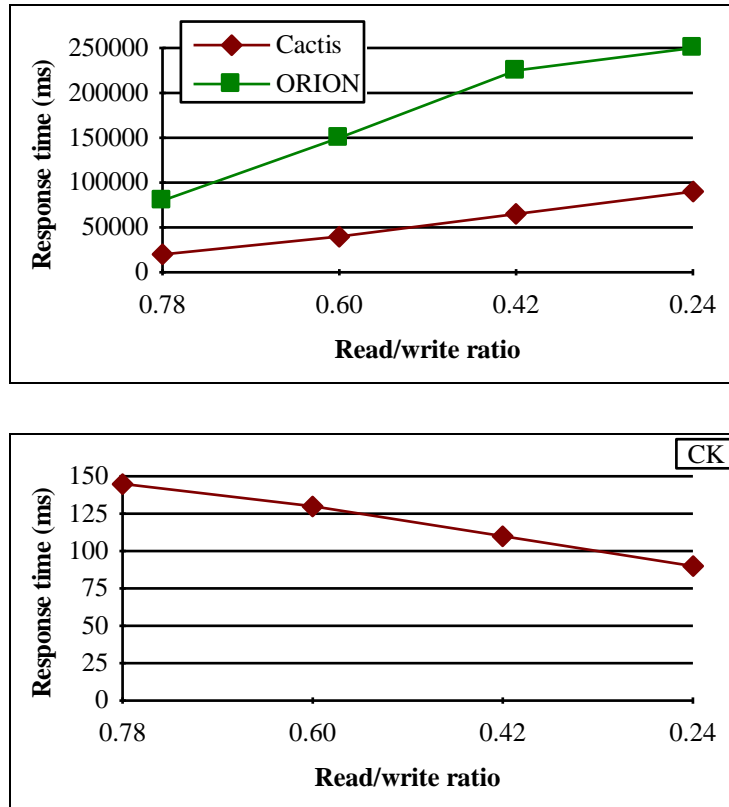 250000
200000
150000
100000
50000
0
Response time (ms)
Cactis
ORION
0.78 0.60 0.42 0.24
Read/write ratio
CK
150
125
100
75
50
25
0
Response time (ms)
0.78 0.60 0.42 0.24
Read/write ratio